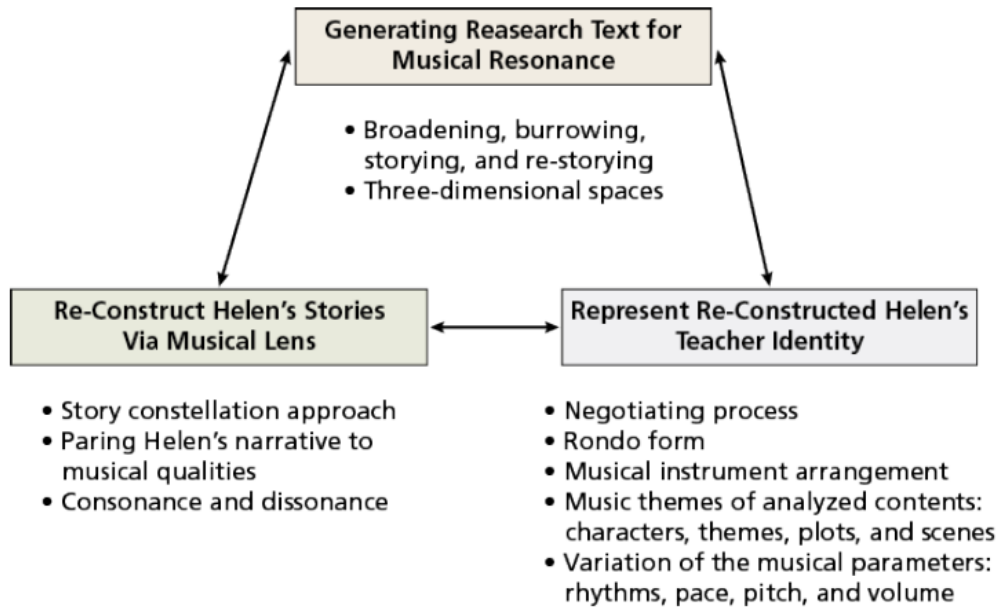 Generating Reasearch Text for
Musical Resonance
• Broadening, burrowing,
storying, and re-storying
• Three-dimensional spaces
Re-Construct Helen's Stories
Via Musical Lens
• Story constellation approach
• Paring Helen's narrative to
musical qualities
• Consonance and dissonance
Represent Re-Constructed Helen's
Teacher Identity
• Negotiating process
• Rondo form
• Musical instrument arrangement
• Music themes of analyzed contents:
characters, themes, plots, and scenes
• Variation of the musical parameters:
rhythms, pace, pitch, and volume